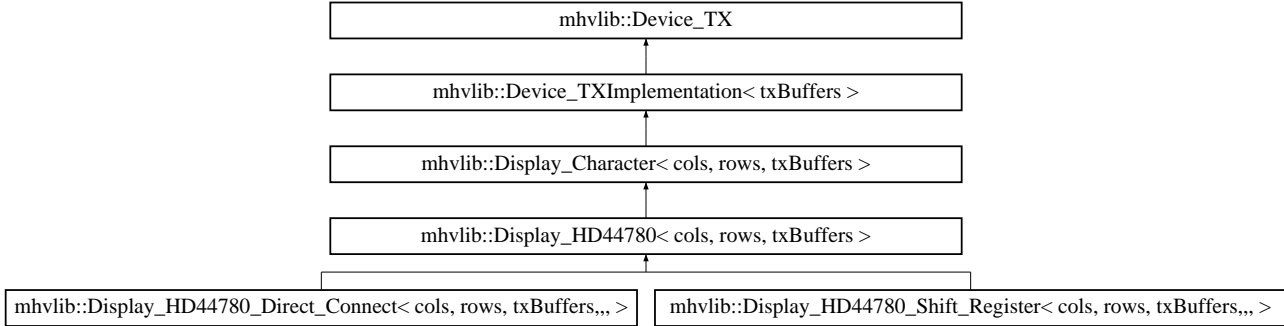 mhvlib::Device_TX
mhvlib::Device_TXImplementation< txBuffers >
mhvlib::Display_Character< cols, rows, txBuffers >
mhvlib::Display_HD44780< cols, rows, txBuffers >
mhvlib::Display_HD44780_Direct_Connect< cols, rows, txBuffers,,, >
mhvlib::Display_HD44780_Shift_Register< cols, rows, txBuffers,,, >